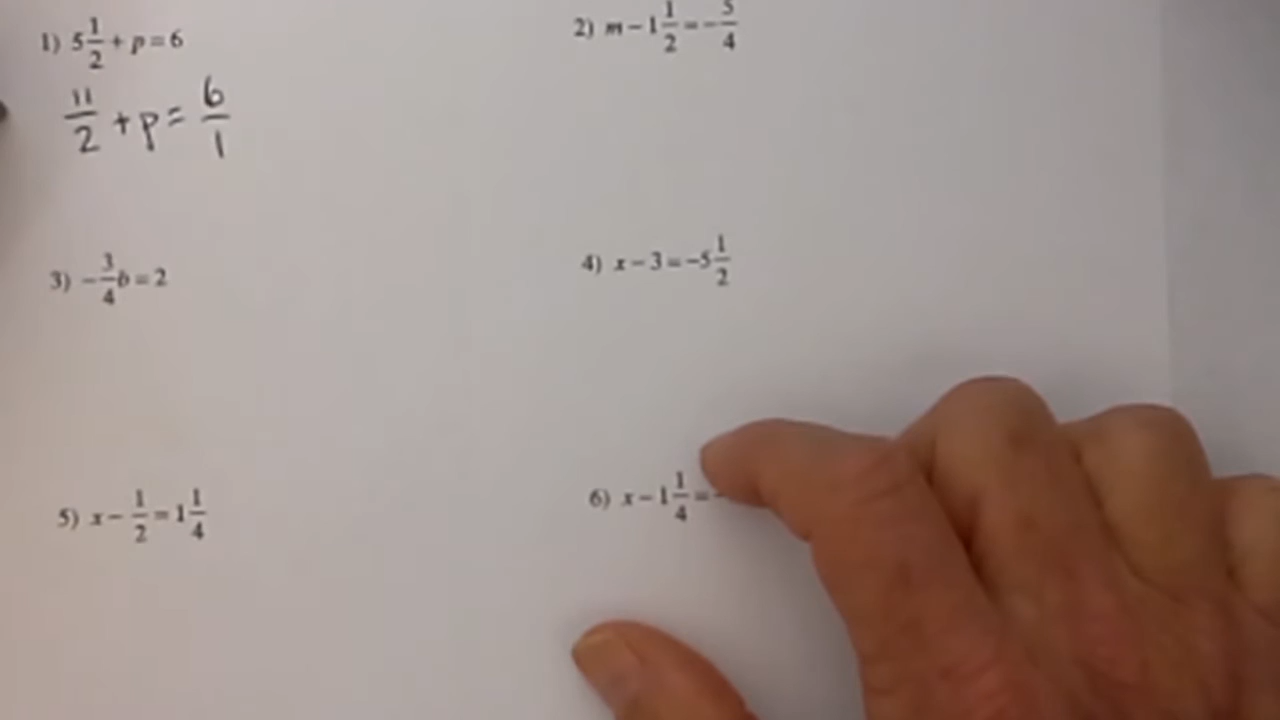 1) 5 1/2 + p = 6
11/2 + p = 6/1
2) m − 1 1/2 = − 5/4
3) − 3/4 b = 2
4) x − 3 = −5 1/2
5) x − 1/2 = 1 1/4
6) x − 1 1/4 = −